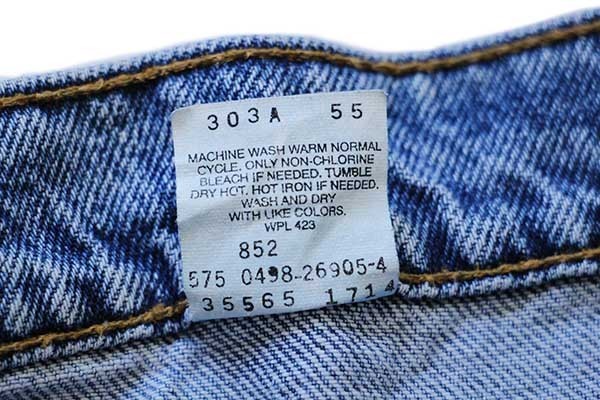 303A 55
MACHINE WASH WARM NORMAL
CYCLE. ONLY NON-CHLORINE
BLEACH IF NEEDED. TUMBLE
DRY HOT. HOT IRON IF NEEDED.
WASH AND DRY
WITH LIKE COLORS.
WPL 423
852
575 0498-26905-4
35565 1714